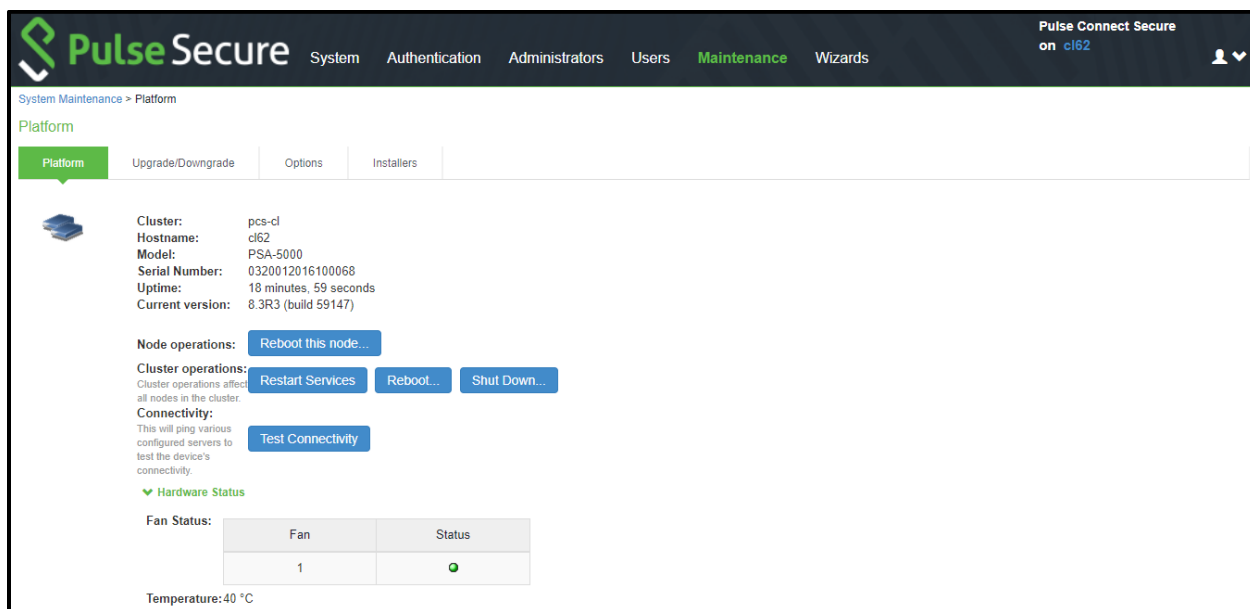 Pulse Secure
System Authentication Administrators Users Maintenance Wizards
Pulse Connect Secure
on cl62
System Maintenance > Platform
Platform
Platform Upgrade/Downgrade Options Installers
Cluster: pcs-cl
Hostname: cl62
Model: PSA-5000
Serial Number: 0320012016100068
Uptime: 18 minutes, 59 seconds
Current version: 8.3R3 (build 59147)
Node operations: Reboot this node...
Cluster operations: Restart Services Reboot... Shut Down...
Cluster operations affect
all nodes in the cluster.
Connectivity:
This will ping various
configured servers to
test the device's
connectivity.
Test Connectivity
Hardware Status
Fan Status:
Fan Status
1
Temperature: 40 °C